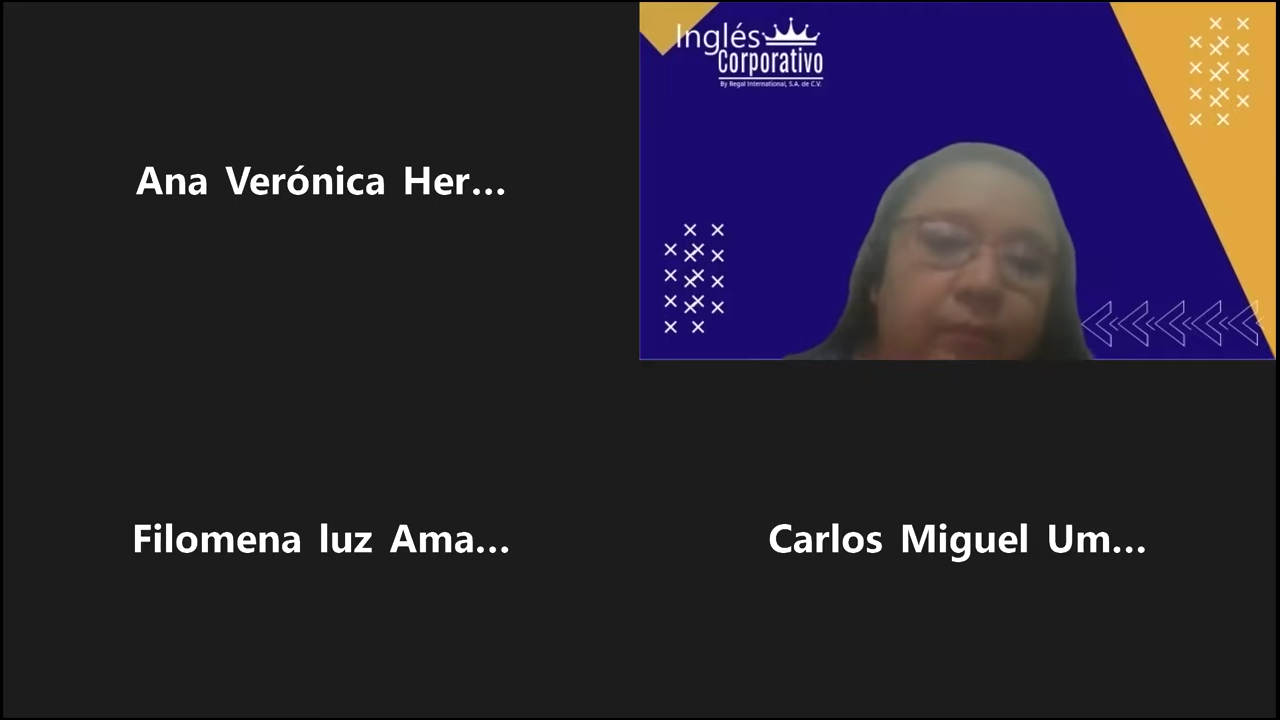 Ana Verónica Her...
Inglés
Corporativo
By Regal International, S.A. de C.V.
Filomena luz Ama...
Carlos Miguel Um...